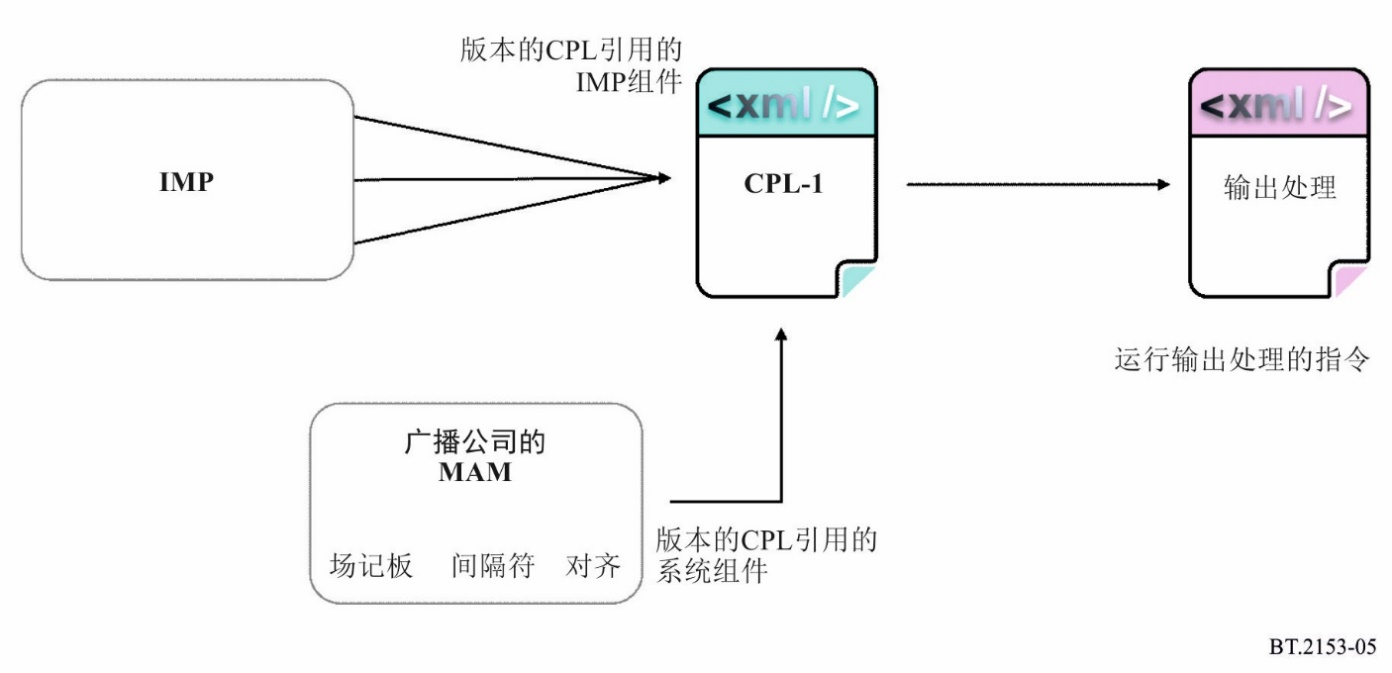 版本的CPL引用的
IMP组件
<xml/>
<xml/>
IMP
CPL-1
输出处理
运行输出处理的指令
广播公司的
MAM
场记板 间隔符 对齐
版本的CPL引用的
系统组件
BT.2153-05